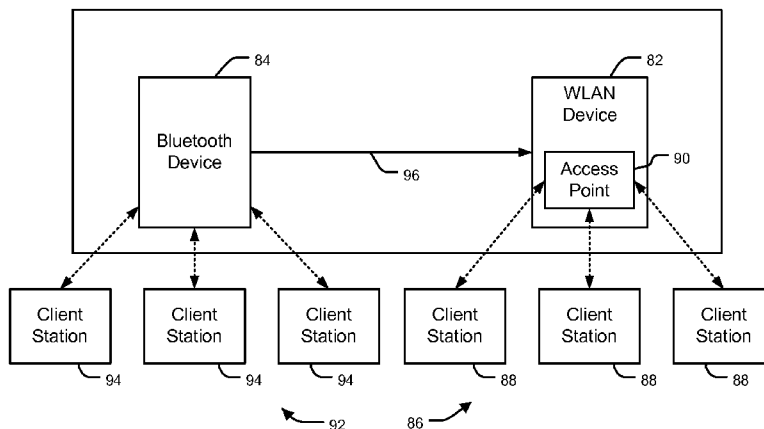 84
82
Bluetooth
Device
WLAN
Device
96
90
Access
Point
Client
Station
Client
Station
Client
Station
Client
Station
Client
Station
Client
Station
94
94
94
88
88
88
92
86